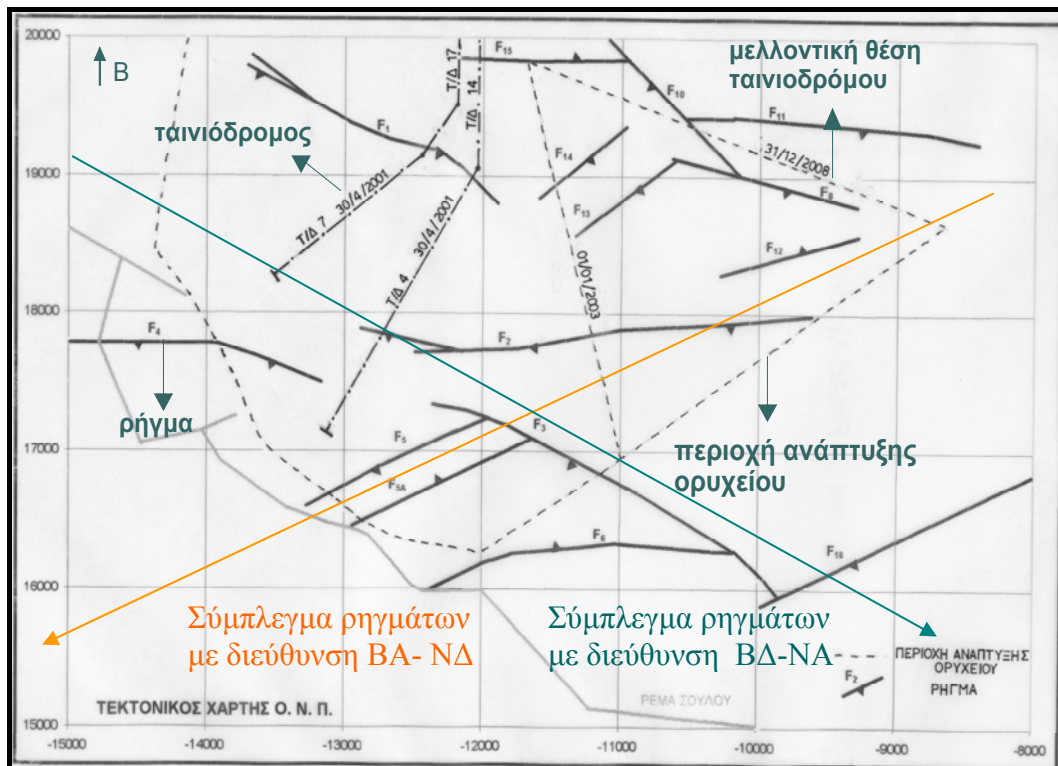 20000
19000
18000
17000
16000
15000
Β
ταινιόδρομος
μελλοντική θέση
ταινιοδρόμου
F1
F15
F10
F11
F14
F13
F9
F12
F2
F4
F3
F5
F5A
F6
F18
Τ/Δ 17
Τ/Δ 14
Τ/Δ 7 30/4/2001
Τ/Δ 4 30/4/2001
01/01/2003
31/12/2008
ρήγμα
περιοχή ανάπτυξης
ορυχείου
Σύμπλεγμα ρηγμάτων
με διεύθυνση ΒΑ- ΝΔ
Σύμπλεγμα ρηγμάτων
με διεύθυνση ΒΔ-ΝΑ
ΠΕΡΙΟΧΗ ΑΝΑΠΤΥΞΗΣ
ΟΡΥΧΕΙΟΥ
F2
ΡΗΓΜΑ
ΤΕΚΤΟΝΙΚΟΣ ΧΑΡΤΗΣ Ο. Ν. Π.
ΡΕΜΑ ΣΟΥΛΟΥ
-15000
-14000
-13000
-12000
-11000
-10000
-9000
-8000